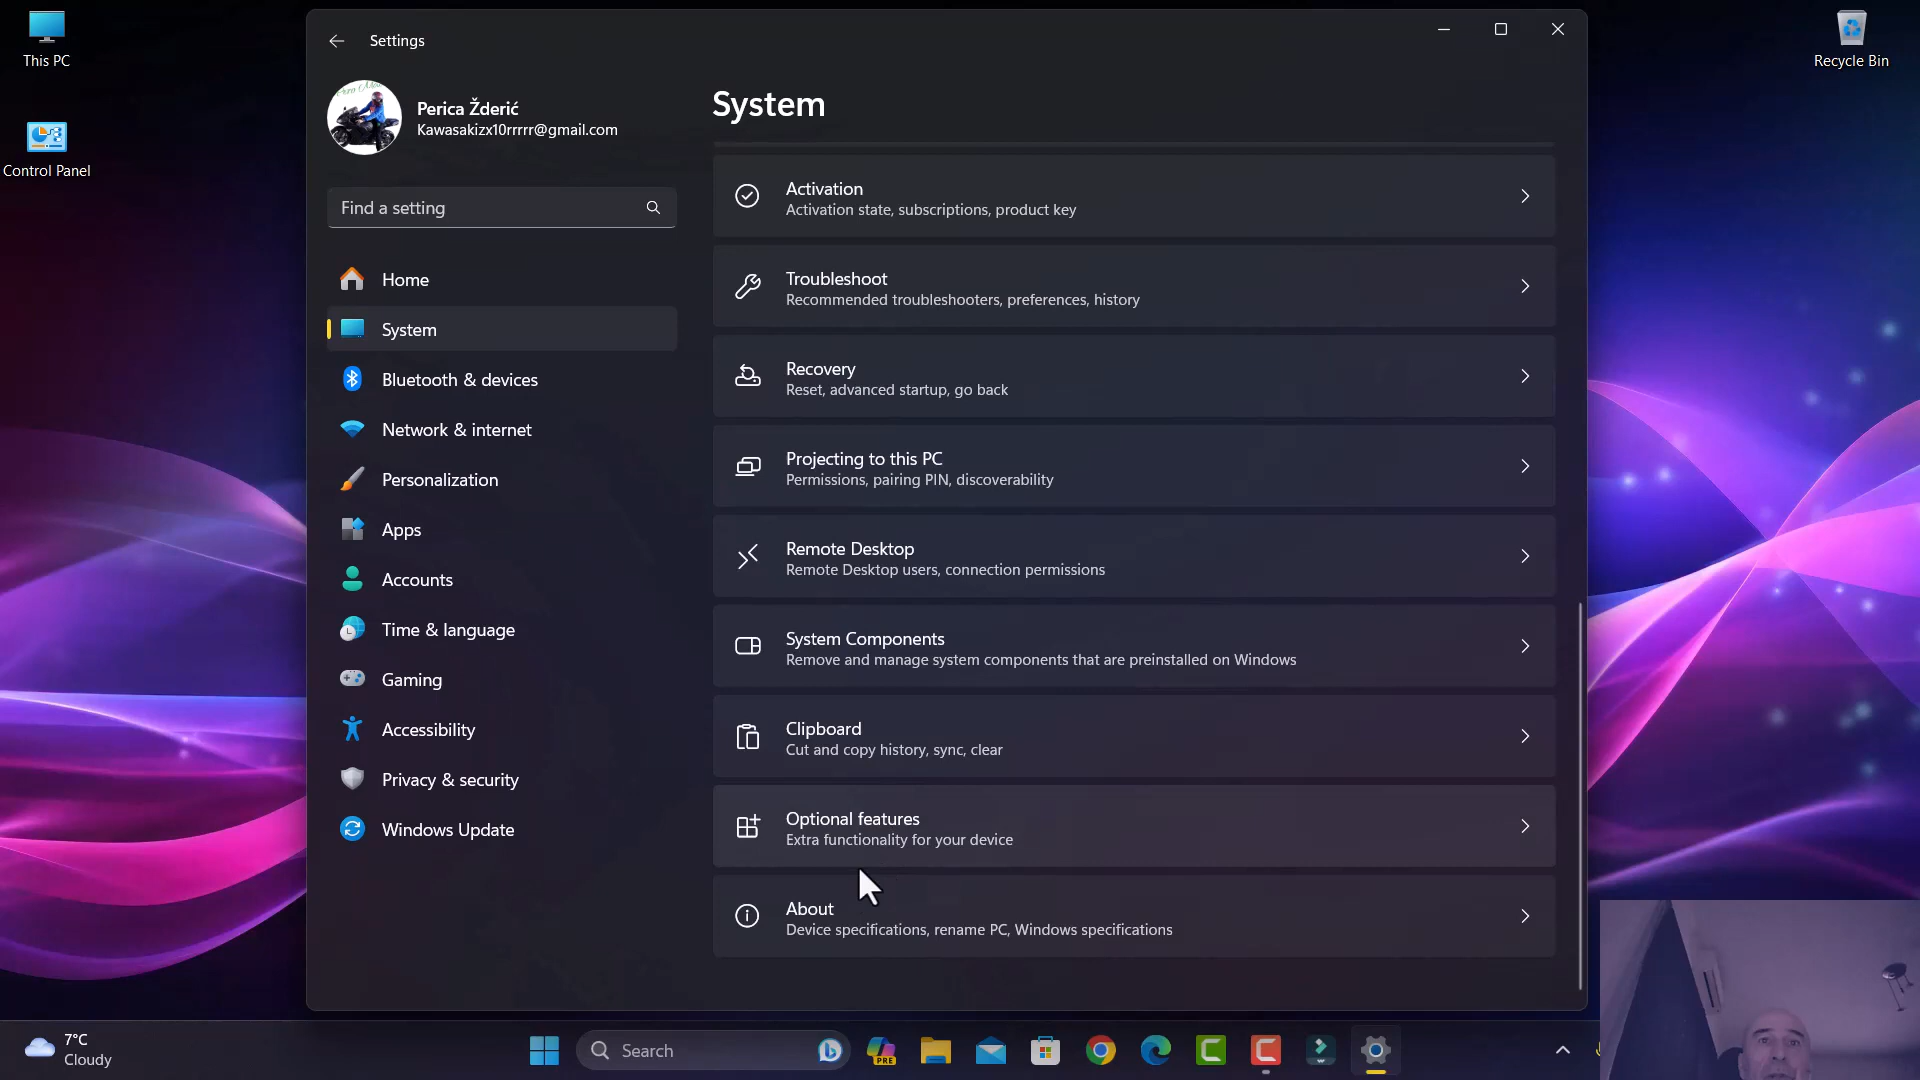 This PC
Control Panel
Recycle Bin
Settings
Perica Žderić
Kawasakizx10rrrrr@gmail.com
Find a setting
Home
System
Bluetooth & devices
Network & internet
Personalization
Apps
Accounts
Time & language
Gaming
Accessibility
Privacy & security
Windows Update
System
Activation
Activation state, subscriptions, product key
Troubleshoot
Recommended troubleshooters, preferences, history
Recovery
Reset, advanced startup, go back
Projecting to this PC
Permissions, pairing PIN, discoverability
Remote Desktop
Remote Desktop users, connection permissions
System Components
Remove and manage system components that are preinstalled on Windows
Clipboard
Cut and copy history, sync, clear
Optional features
Extra functionality for your device
About
Device specifications, rename PC, Windows specifications
7°C
Cloudy
Search
PRE